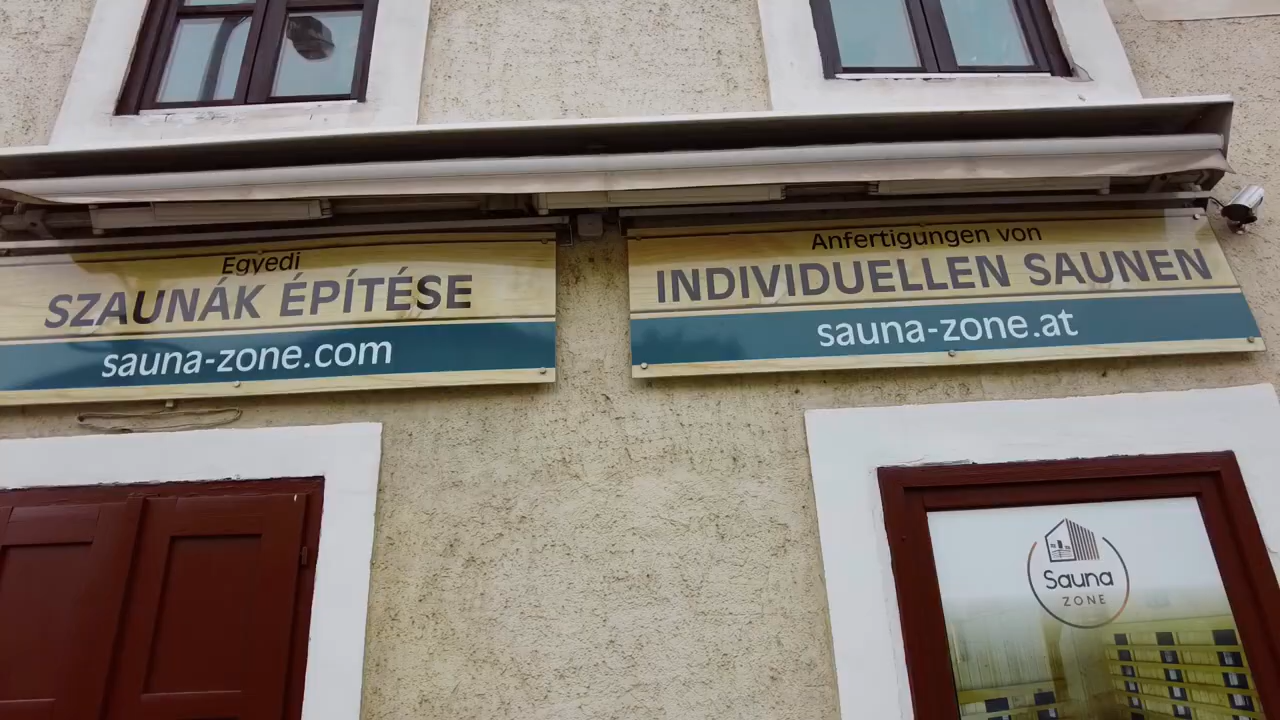 Egyedi
SZAUNÁK ÉPÍTÉSE
sauna-zone.com
Anfertigungen von
INDIVIDUELLEN SAUNEN
sauna-zone.at
Sauna
ZONE